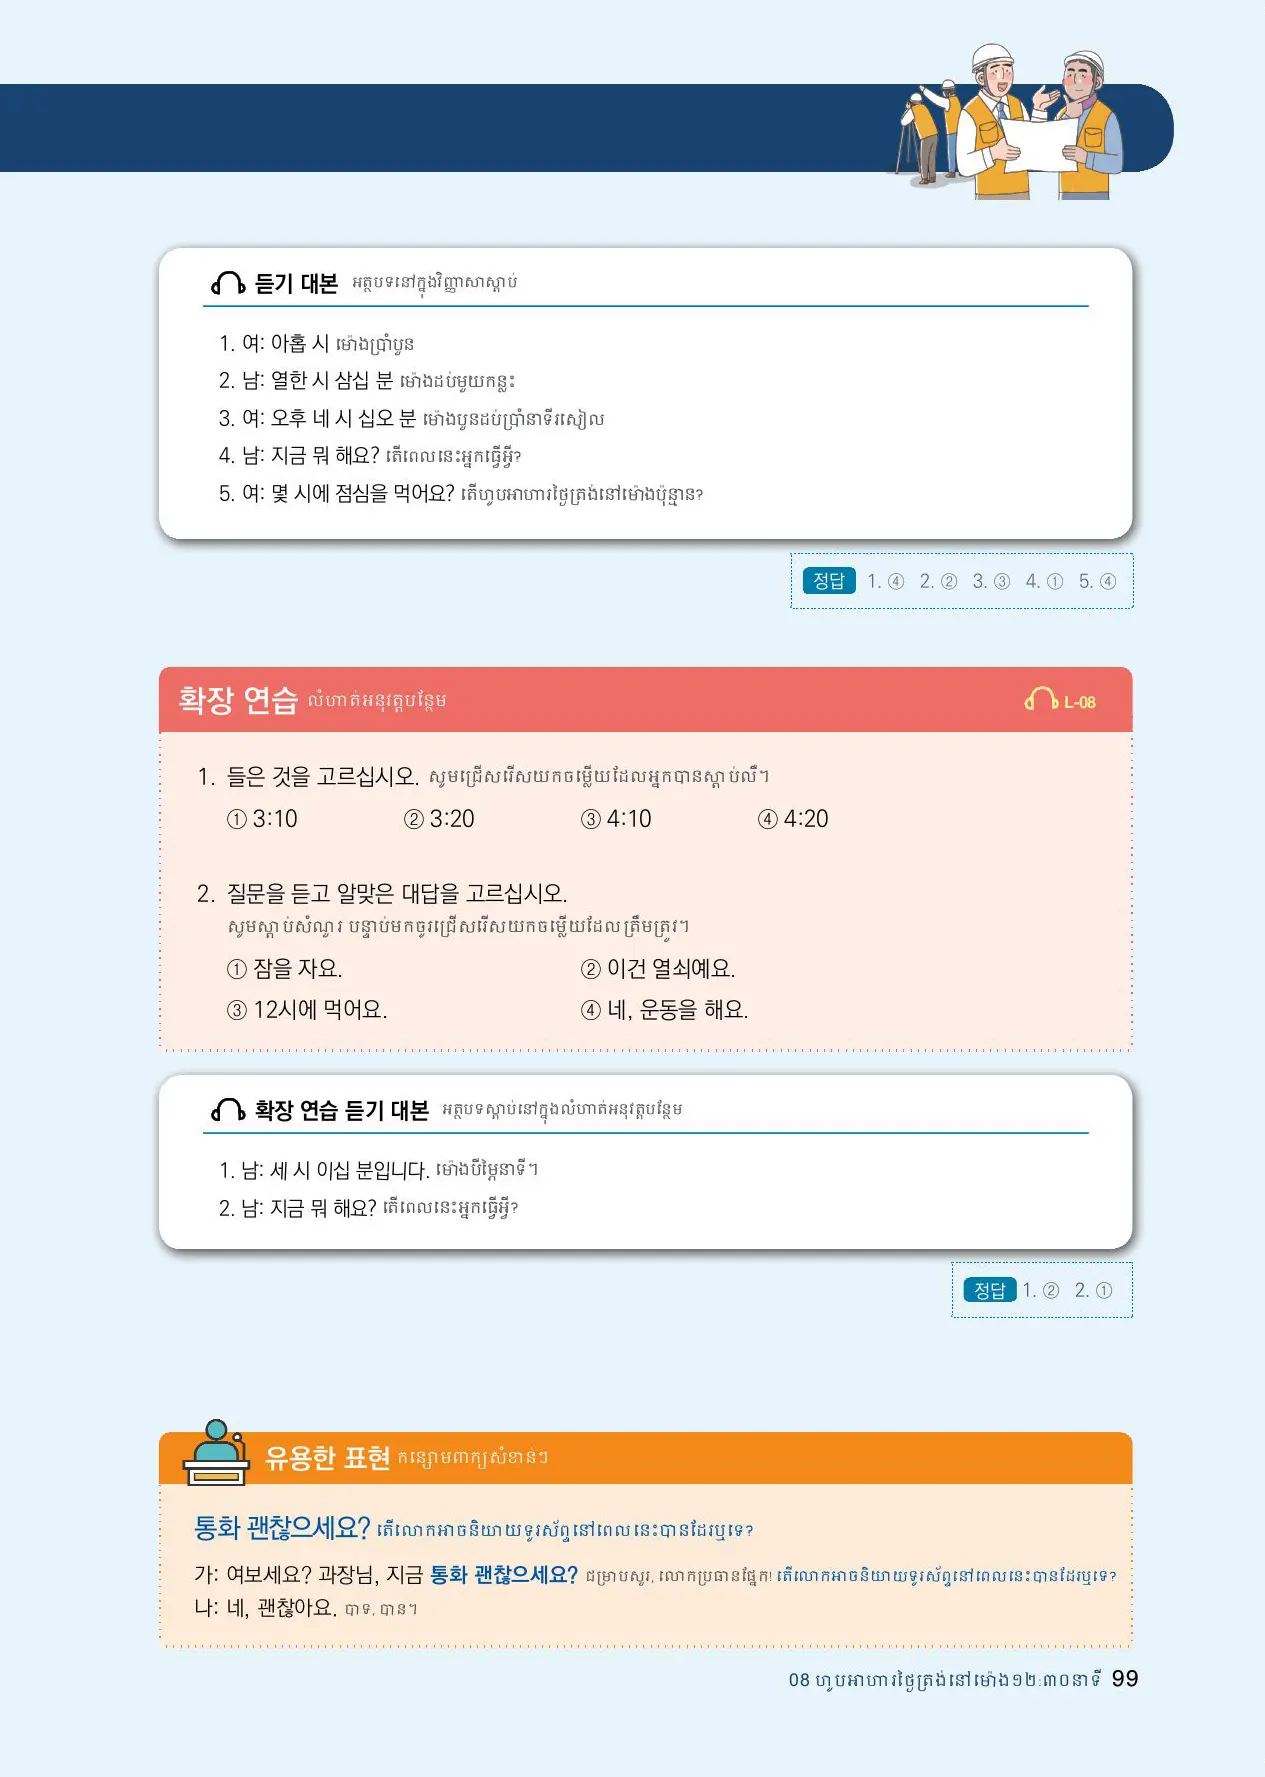 듣기 대본 អត្ថបទនៅក្នុងវិញ្ញាសាស្តាប់
1. 여: 아홉 시 ម៉ោងប្រាំបួន
2. 남: 열한 시 삼십 분 ម៉ោងដប់មួយកន្លះ
3. 여: 오후 네 시 십오 분 ម៉ោងបួនដប់ប្រាំនាទីរសៀល
4. 남: 지금 뭐 해요? តើពេលនេះអ្នកធ្វើអ្វី?
5. 여: 몇 시에 점심을 먹어요? តើហូបអាហារថ្ងៃត្រង់នៅម៉ោងប៉ុន្មាន?
정답 1. ④ 2. ② 3. ③ 4. ① 5. ④
확장 연습 លំហាត់អនុវត្តបន្ថែម L-08
1. 들은 것을 고르십시오. សូមជ្រើសរើសយកចម្លើយដែលអ្នកបានស្តាប់លឺ។
① 3:10 ② 3:20 ③ 4:10 ④ 4:20
2. 질문을 듣고 알맞은 대답을 고르십시오.
សូមស្តាប់សំណួរ បន្ទាប់មកចូរជ្រើសរើសយកចម្លើយដែលត្រឹមត្រូវ។
① 잠을 자요. ② 이건 열쇠예요.
③ 12시에 먹어요. ④ 네, 운동을 해요.
확장 연습 듣기 대본 អត្ថបទស្តាប់នៅក្នុងលំហាត់អនុវត្តបន្ថែម
1. 남: 세 시 이십 분입니다. ម៉ោងបីម្ភៃនាទី។
2. 남: 지금 뭐 해요? តើពេលនេះអ្នកធ្វើអ្វី?
정답 1. ② 2. ①
유용한 표현 កន្សោមពាក្យសំខាន់ៗ
통화 괜찮으세요? តើលោកអាចនិយាយទូរស័ព្ទនៅពេលនេះបានដែរឬទេ?
가: 여보세요? 과장님, 지금 통화 괜찮으세요? ជម្រាបសួរ, លោកប្រធានផ្នែក! តើលោកអាចនិយាយទូរស័ព្ទនៅពេលនេះបានដែរឬទេ?
나: 네, 괜찮아요. បាទ, បាន។
08 ហូបអាហារថ្ងៃត្រង់នៅម៉ោង១២:៣០នាទី 99